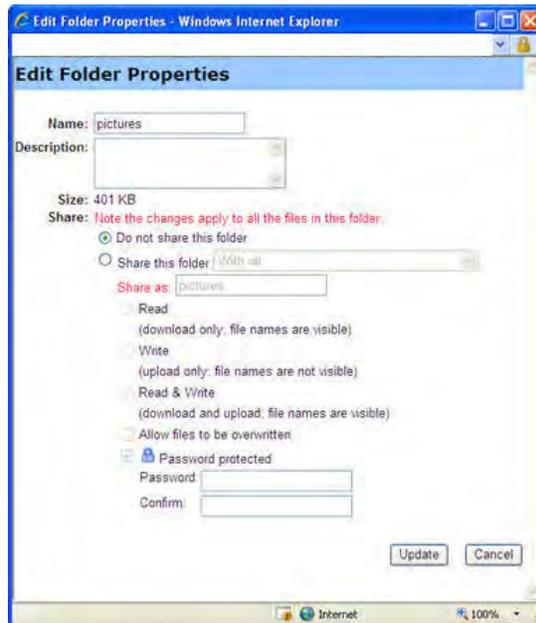 Edit Folder Properties - Windows Internet Explorer
Edit Folder Properties
Name: pictures
Description:
Size: 401 KB
Share: Note the changes apply to all the files in this folder.
Do not share this folder
Share this folder With all
Share as: pictures
Read
(download only; file names are visible)
Write
(upload only; file names are not visible)
Read & Write
(download and upload; file names are visible)
Allow files to be overwritten
Password protected
Password:
Confirm:
Update Cancel
Internet 100%